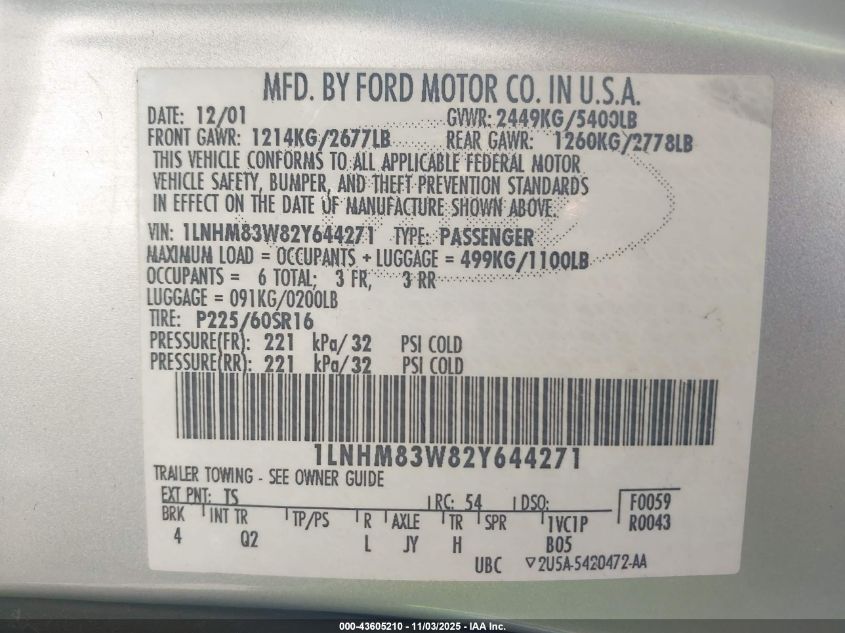 MFD. BY FORD MOTOR CO. IN U.S.A.
DATE: 12/01 GVWR: 2449KG/5400LB
FRONT GAWR: 1214KG/2677LB REAR GAWR: 1260KG/2778LB
THIS VEHICLE CONFORMS TO ALL APPLICABLE FEDERAL MOTOR
VEHICLE SAFETY, BUMPER, AND THEFT PREVENTION STANDARDS
IN EFFECT ON THE DATE OF MANUFACTURE SHOWN ABOVE.
VIN: 1LNHM83W82Y644271 TYPE: PASSENGER
MAXIMUM LOAD = OCCUPANTS + LUGGAGE = 499KG/1100LB
OCCUPANTS = 6 TOTAL; 3 FR, 3 RR
LUGGAGE = 091KG/0200LB
TIRE: P225/60SR16
PRESSURE(FR): 221 kPa/ 32 PSI COLD
PRESSURE(RR): 221 kPa/ 32 PSI COLD
1LNHM83W82Y644271
TRAILER TOWING - SEE OWNER GUIDE
EXT PNT: TS RC: 54 DSO: F0059
BRK INT TR TP/PS R AXLE TR SPR 1VC1P R0043
4 Q2 L JY H B05
UBC ▽2U5A-5420472-AA
000-43605210 - 11/03/2025 - IAA Inc.